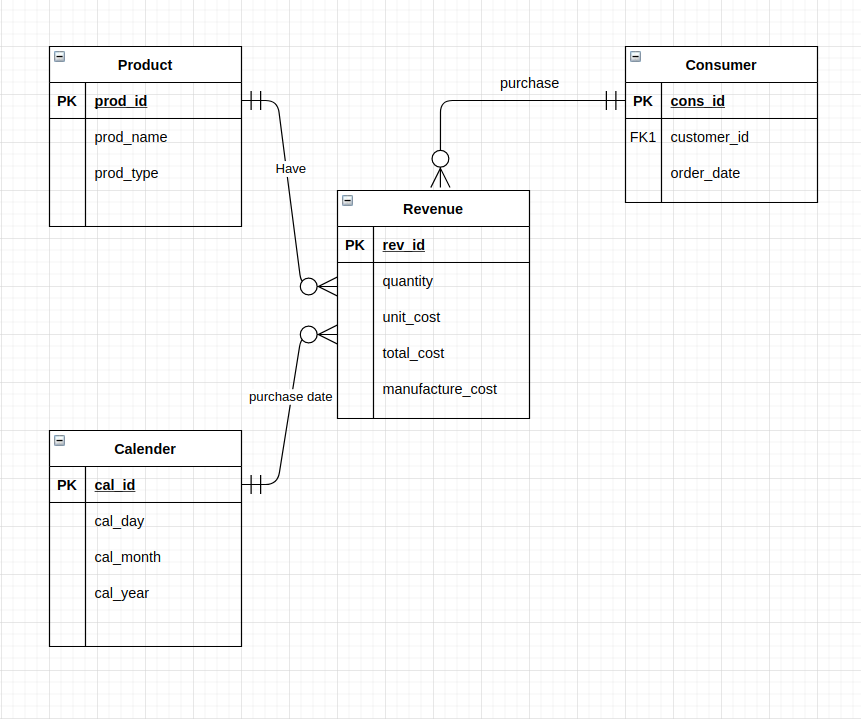 Product
PK prod_id
prod_name
prod_type
Have
purchase
Consumer
PK cons_id
FK1 customer_id
order_date
Revenue
PK rev_id
quantity
unit_cost
total_cost
manufacture_cost
purchase date
Calender
PK cal_id
cal_day
cal_month
cal_year